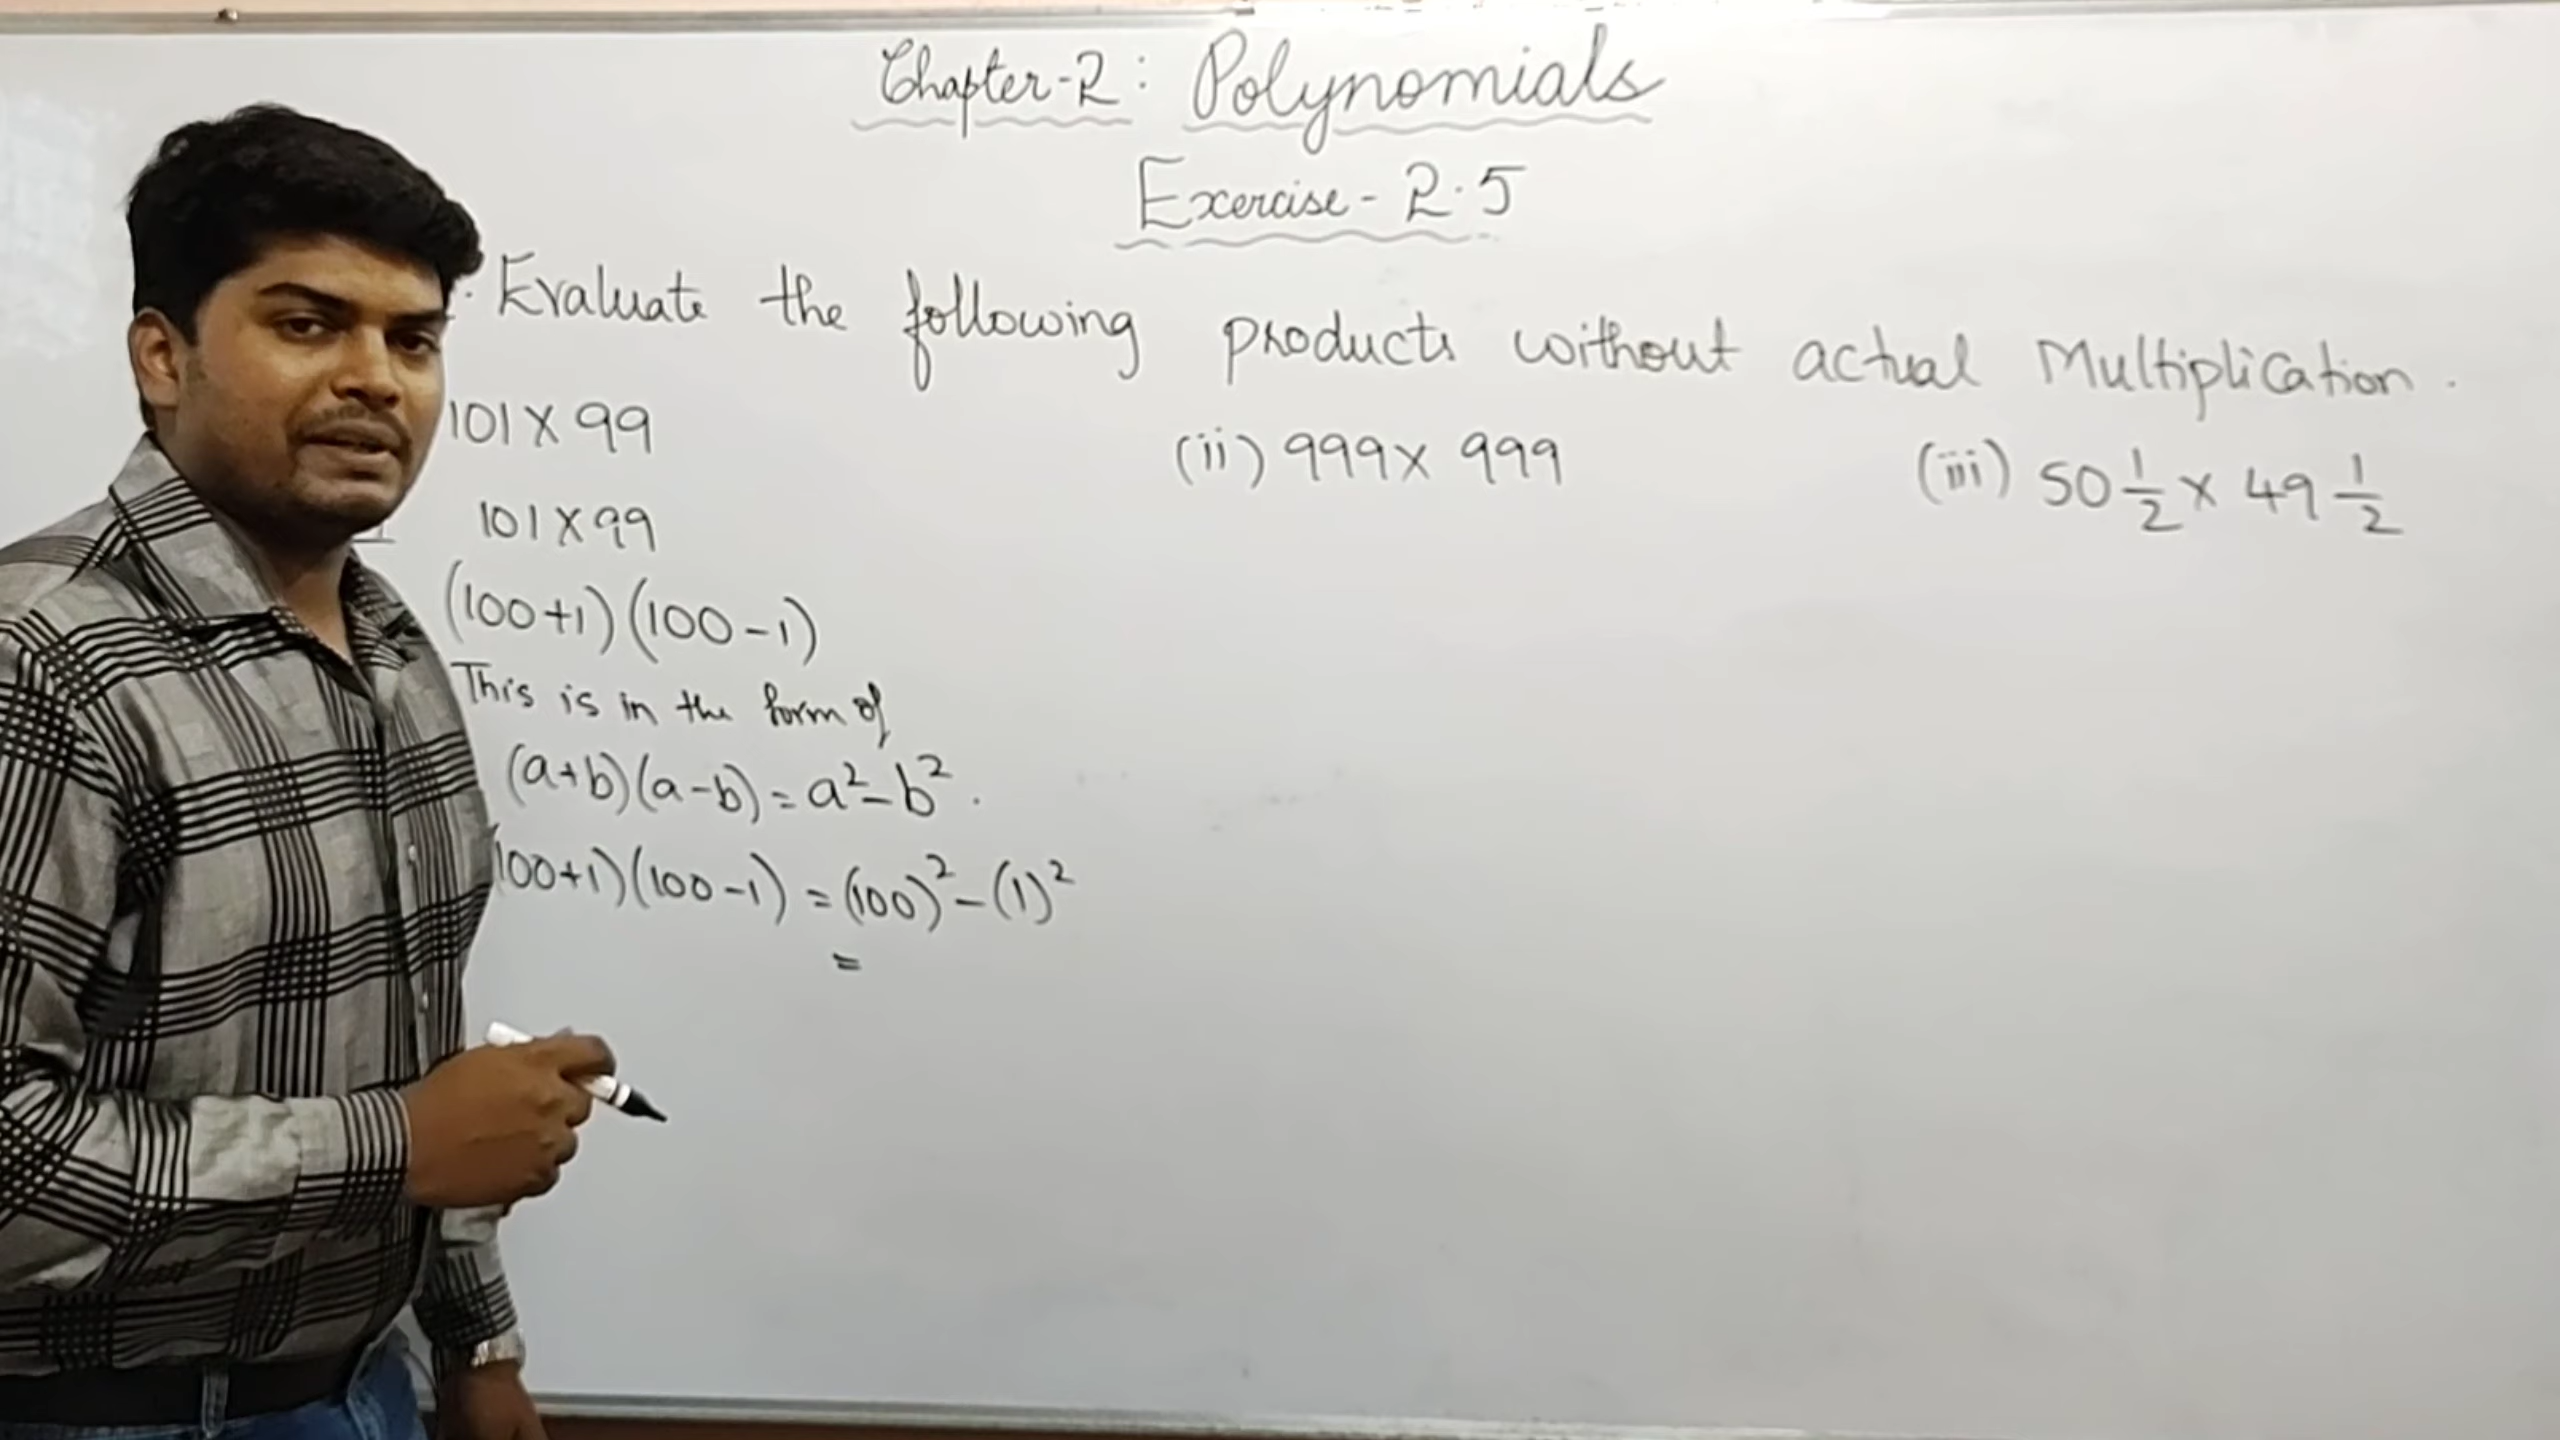 Chapter-2: Polynomials
Exercise-2.5
. Evaluate the following products without actual Multiplication.
101 X 99 (ii) 999 x 999 (iii) 50 1/2 x 49 1/2
101 X 99
(100+1)(100-1)
This is in the form of
(a+b)(a-b) = a²-b².
100+1)(100-1) = (100)²-(1)²
=